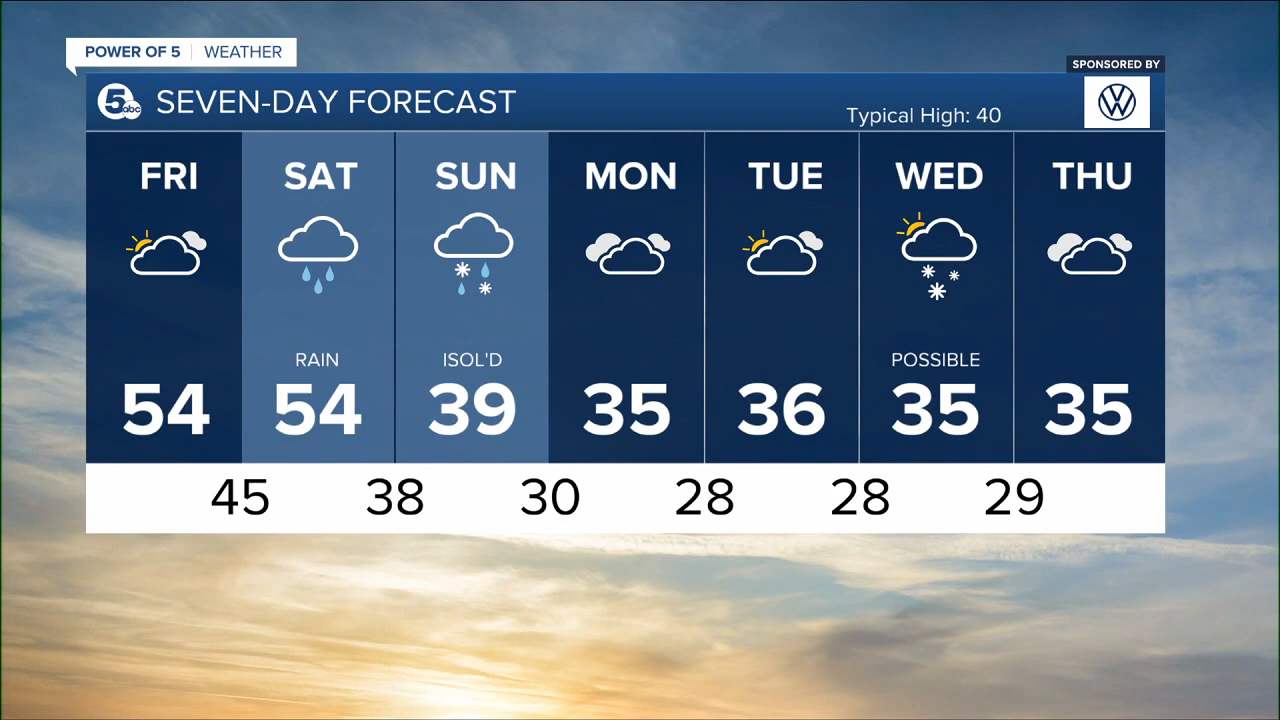 POWER OF 5 | WEATHER
SPONSORED BY
5 abc SEVEN-DAY FORECAST
Typical High: 40
VW
FRI SAT SUN MON TUE WED THU
RAIN ISOL'D POSSIBLE
54 54 39 35 36 35 35
45 38 30 28 28 29